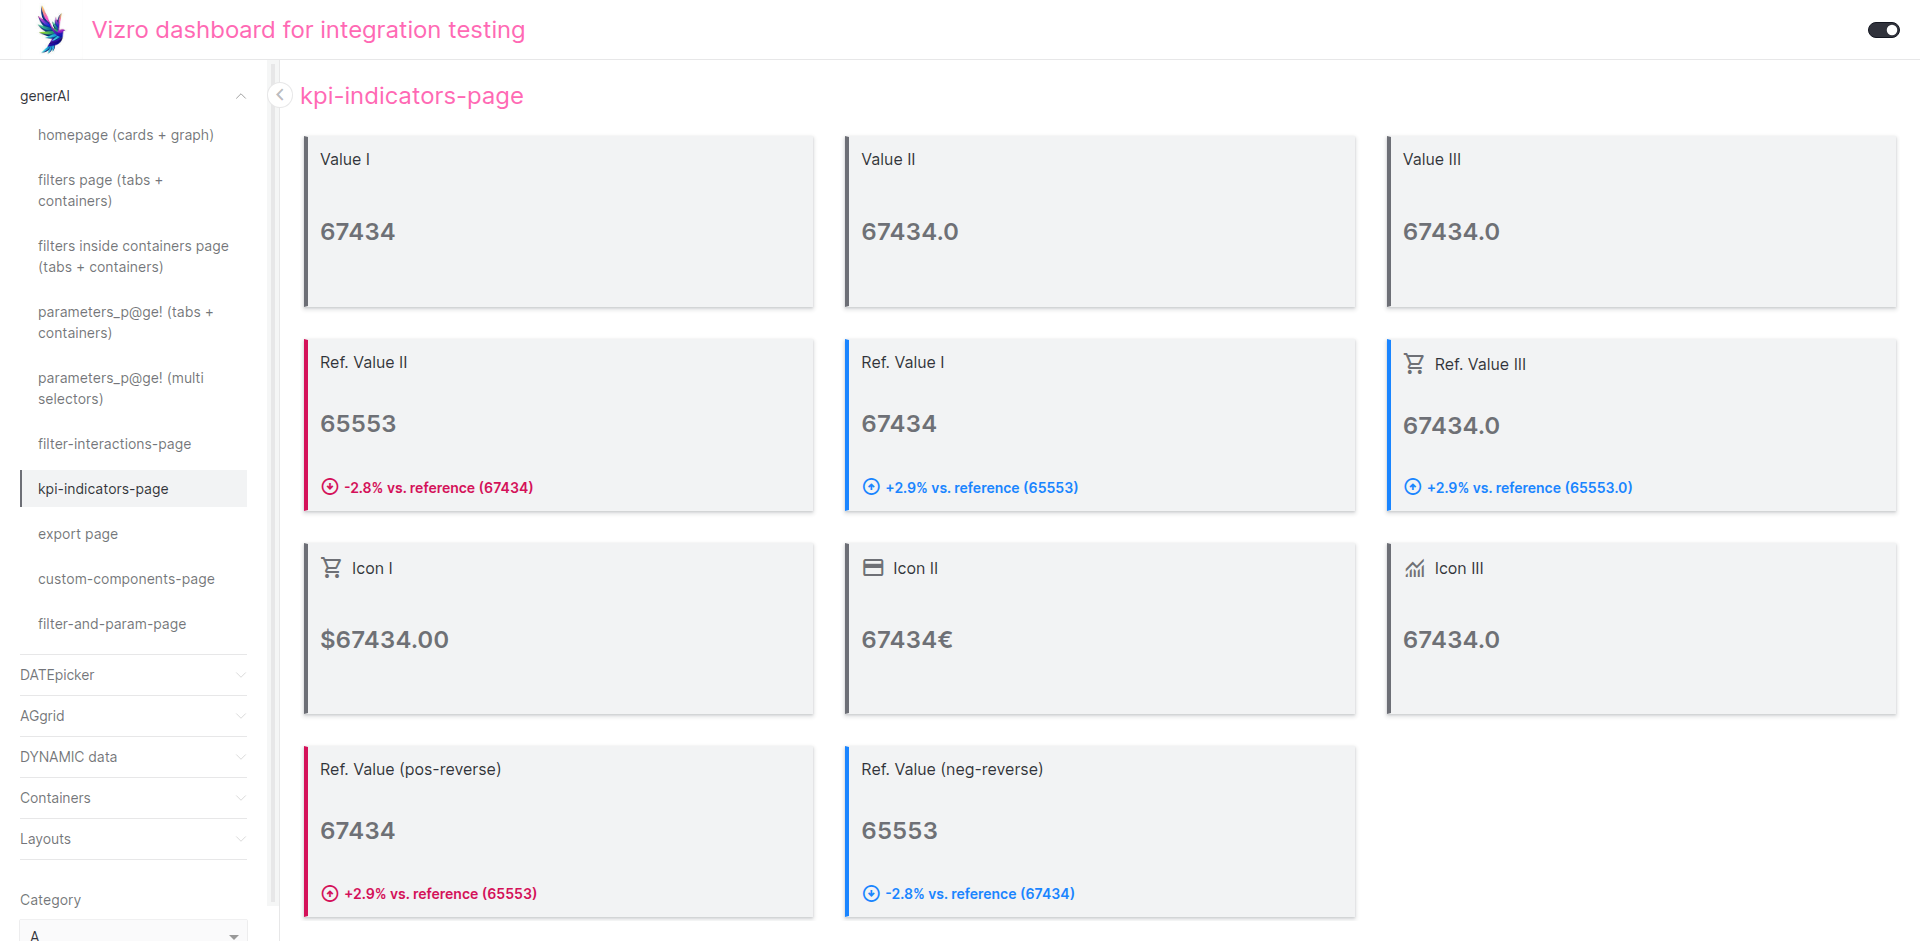 Vizro dashboard for integration testing
generAI
homepage (cards + graph)
filters page (tabs +
containers)
filters inside containers page
(tabs + containers)
parameters_p@ge! (tabs +
containers)
parameters_p@ge! (multi
selectors)
filter-interactions-page
kpi-indicators-page
export page
custom-components-page
filter-and-param-page
DATEpicker
AGgrid
DYNAMIC data
Containers
Layouts
Category
A
kpi-indicators-page
Value I
67434
Value II
67434.0
Value III
67434.0
Ref. Value II
65553
-2.8% vs. reference (67434)
Ref. Value I
67434
+2.9% vs. reference (65553)
Ref. Value III
67434.0
+2.9% vs. reference (65553.0)
Icon I
$67434.00
Icon II
67434€
Icon III
67434.0
Ref. Value (pos-reverse)
67434
+2.9% vs. reference (65553)
Ref. Value (neg-reverse)
65553
-2.8% vs. reference (67434)